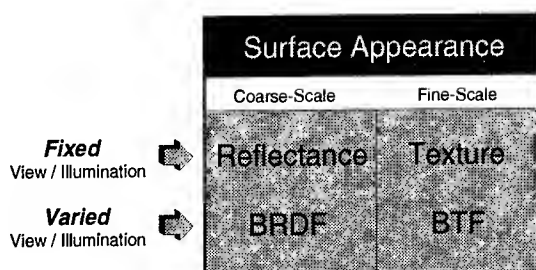 Surface Appearance
Coarse-Scale Fine-Scale
Fixed
View / Illumination
Reflectance Texture
Varied
View / Illumination
BRDF BTF